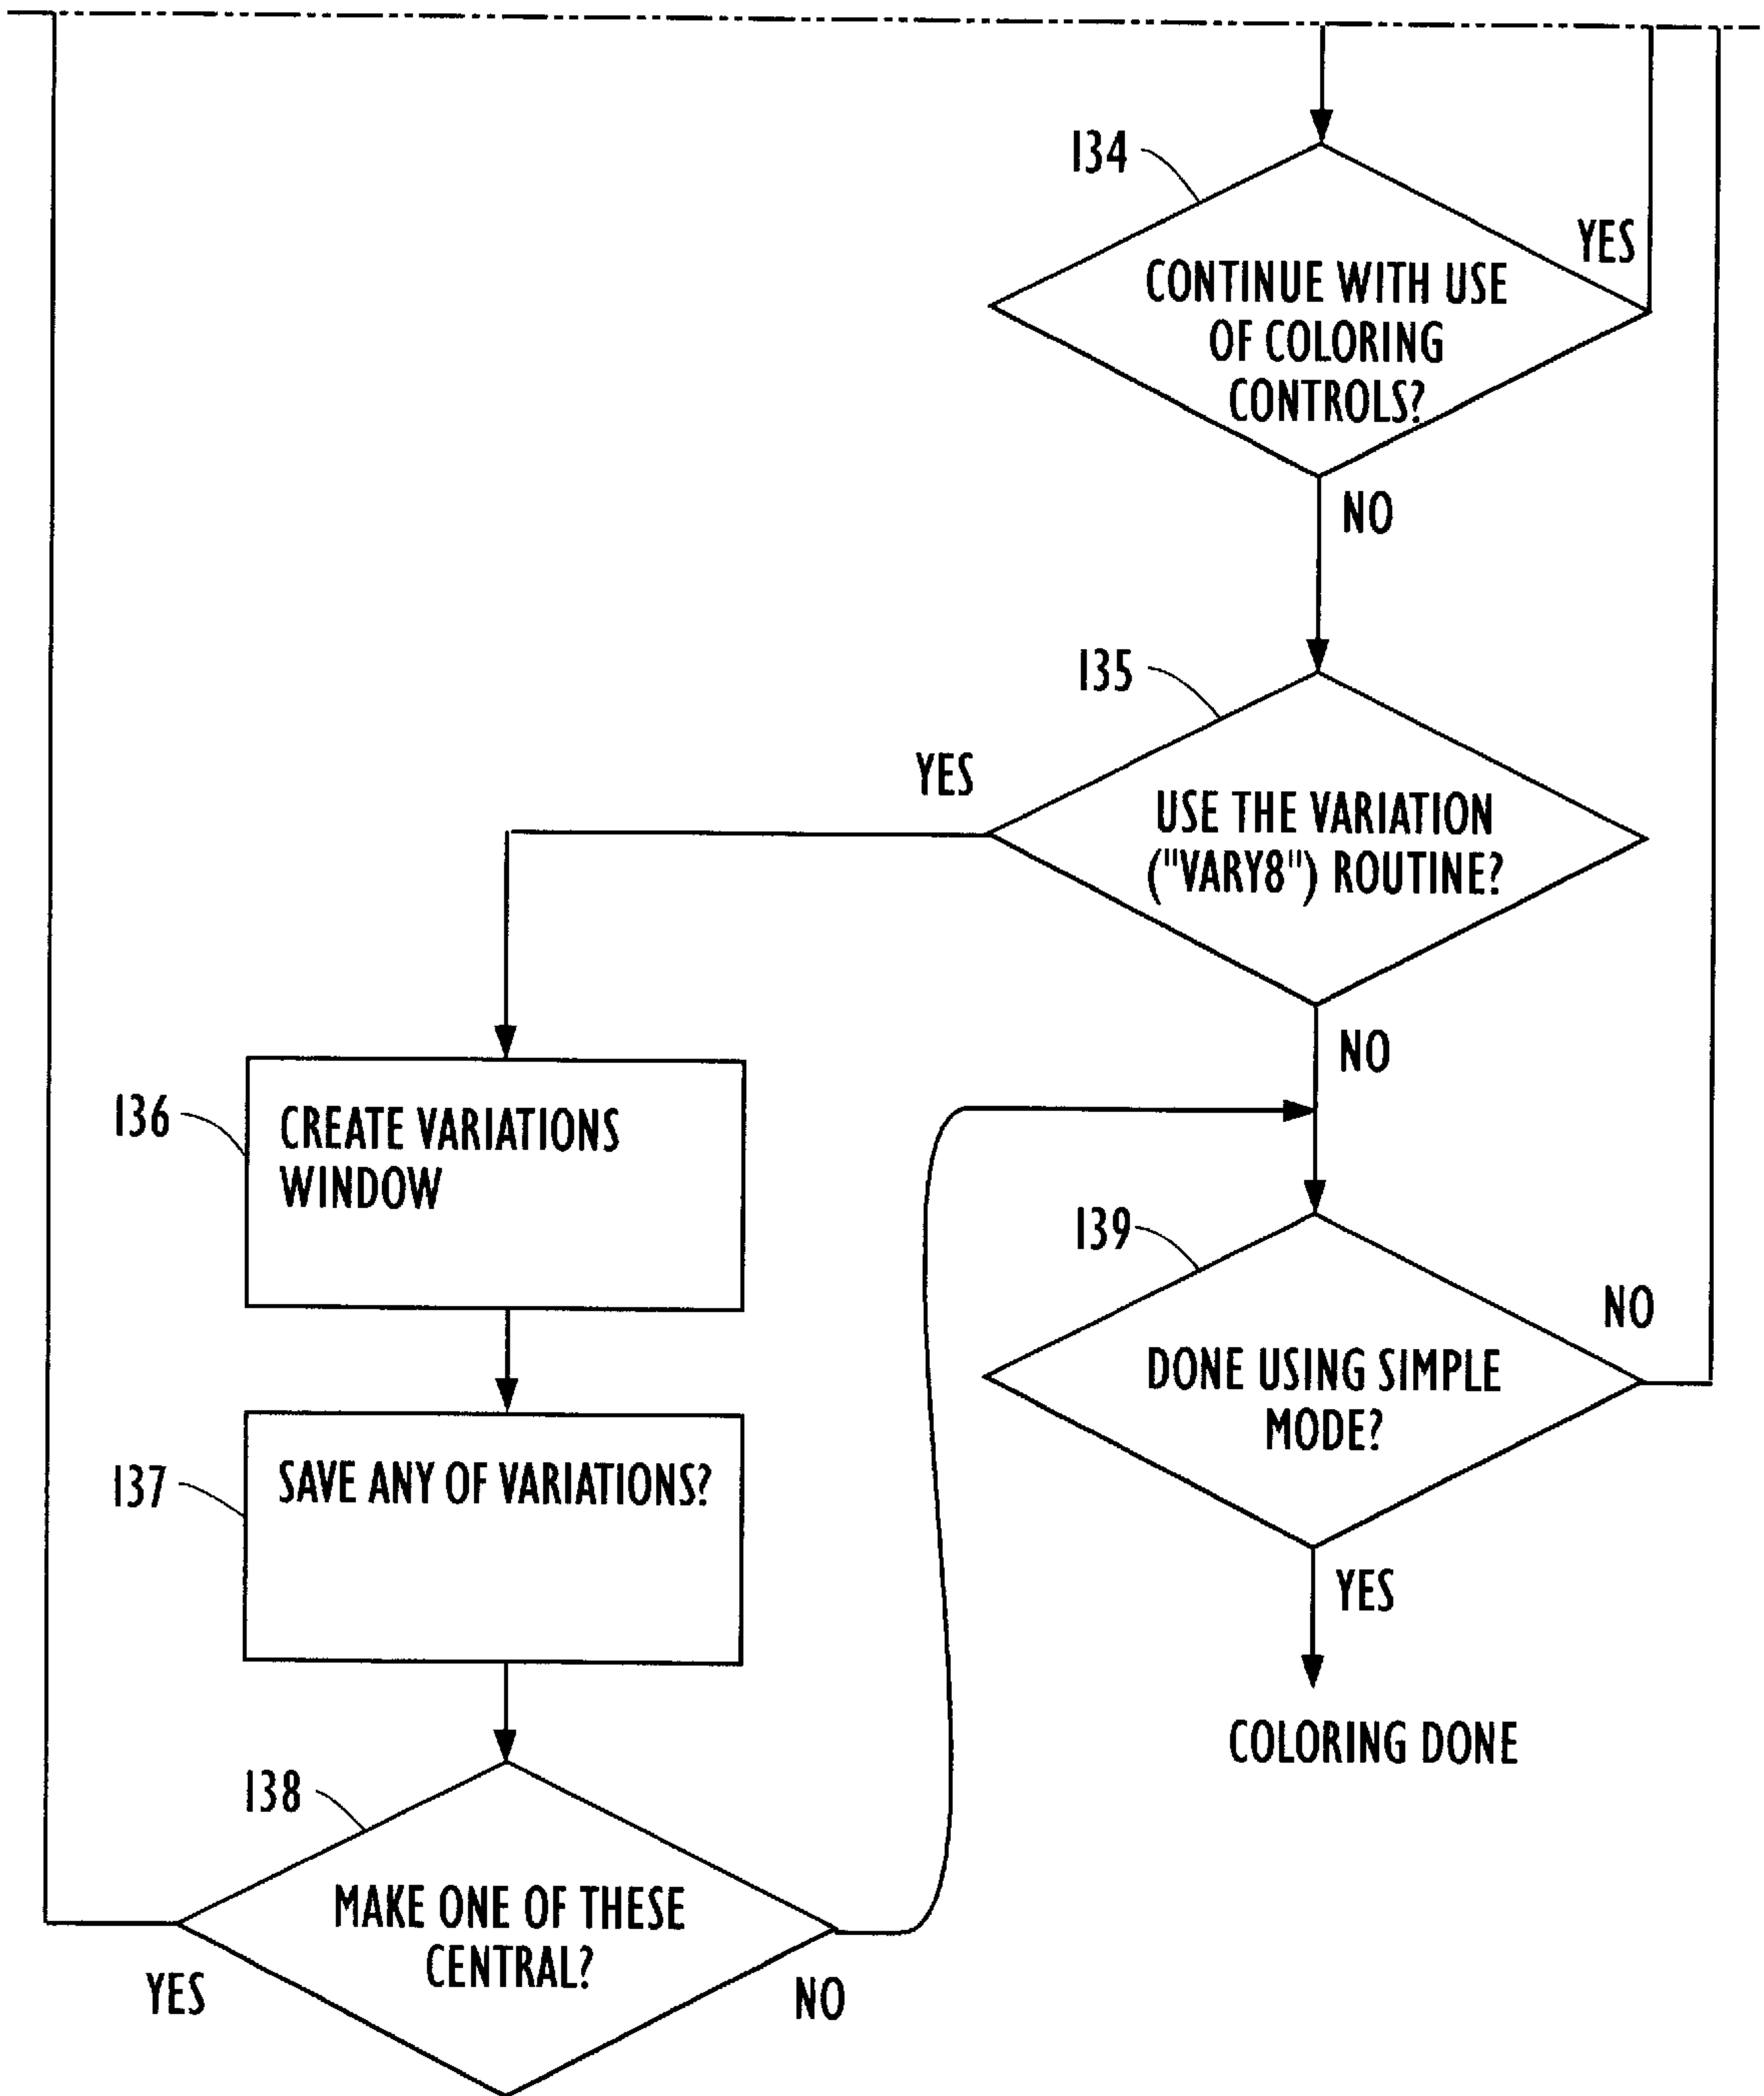 134
YES
CONTINUE WITH USE
OF COLORING
CONTROLS?
NO
135
YES
USE THE VARIATION
("VARY8") ROUTINE?
NO
136
CREATE VARIATIONS
WINDOW
139
NO
DONE USING SIMPLE
MODE?
137
SAVE ANY OF VARIATIONS?
YES
COLORING DONE
138
MAKE ONE OF THESE
CENTRAL?
YES
NO